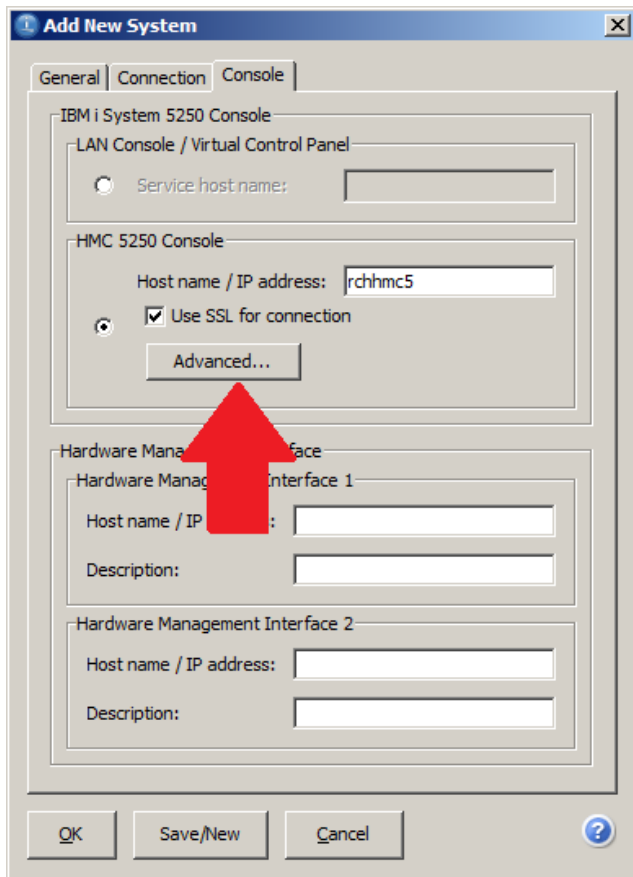 Add New System
General Connection Console
IBM i System 5250 Console
LAN Console / Virtual Control Panel
Service host name:
HMC 5250 Console
Host name / IP address: rchhmc5
Use SSL for connection
Advanced...
Hardware face
Hardware Interface 1
Host name / IP :
Description:
Hardware Management Interface 2
Host name / IP address:
Description:
OK Save/New Cancel
?